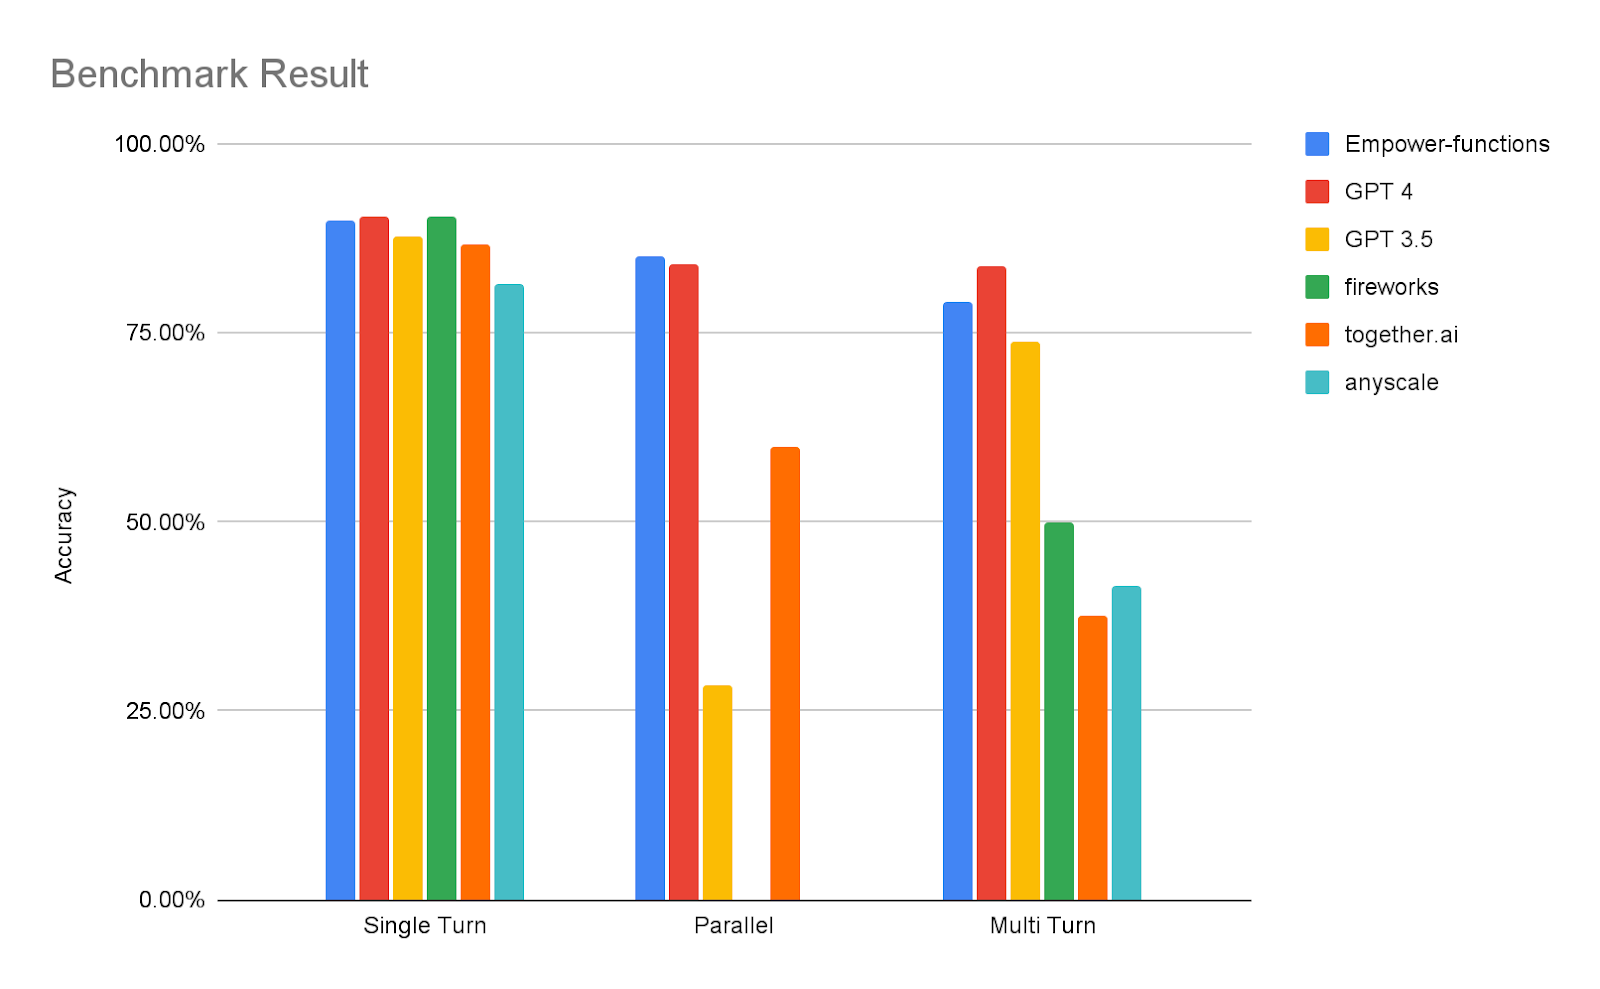 Benchmark Result
100.00%
75.00%
50.00%
25.00%
0.00%
Accuracy
Single Turn
Parallel
Multi Turn
Empower-functions
GPT 4
GPT 3.5
fireworks
together.ai
anyscale